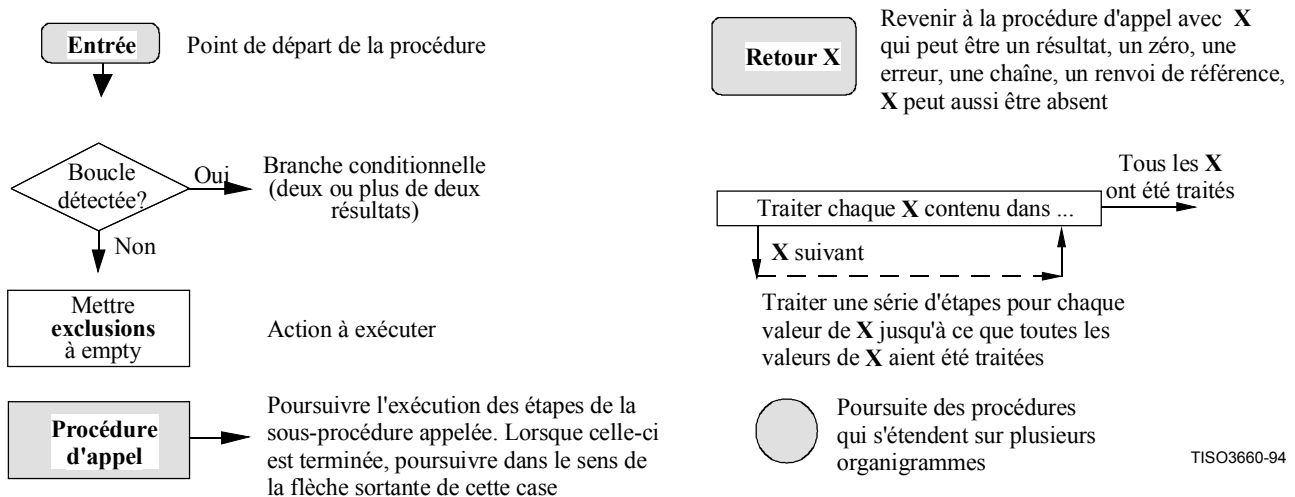 Entrée
Point de départ de la procédure
Boucle
détectée?
Oui
Non
Branche conditionnelle
(deux ou plus de deux
résultats)
Mettre
exclusions
à empty
Action à exécuter
Procédure
d'appel
Poursuivre l'exécution des étapes de la
sous-procédure appelée. Lorsque celle-ci
est terminée, poursuivre dans le sens de
la flèche sortante de cette case
Retour X
Revenir à la procédure d'appel avec X
qui peut être un résultat, un zéro, une
erreur, une chaîne, un renvoi de référence,
X peut aussi être absent
Traiter chaque X contenu dans ...
Tous les X
ont été traités
X suivant
Traiter une série d'étapes pour chaque
valeur de X jusqu'à ce que toutes les
valeurs de X aient été traitées
Poursuite des procédures
qui s'étendent sur plusieurs
organigrammes
TISO3660-94